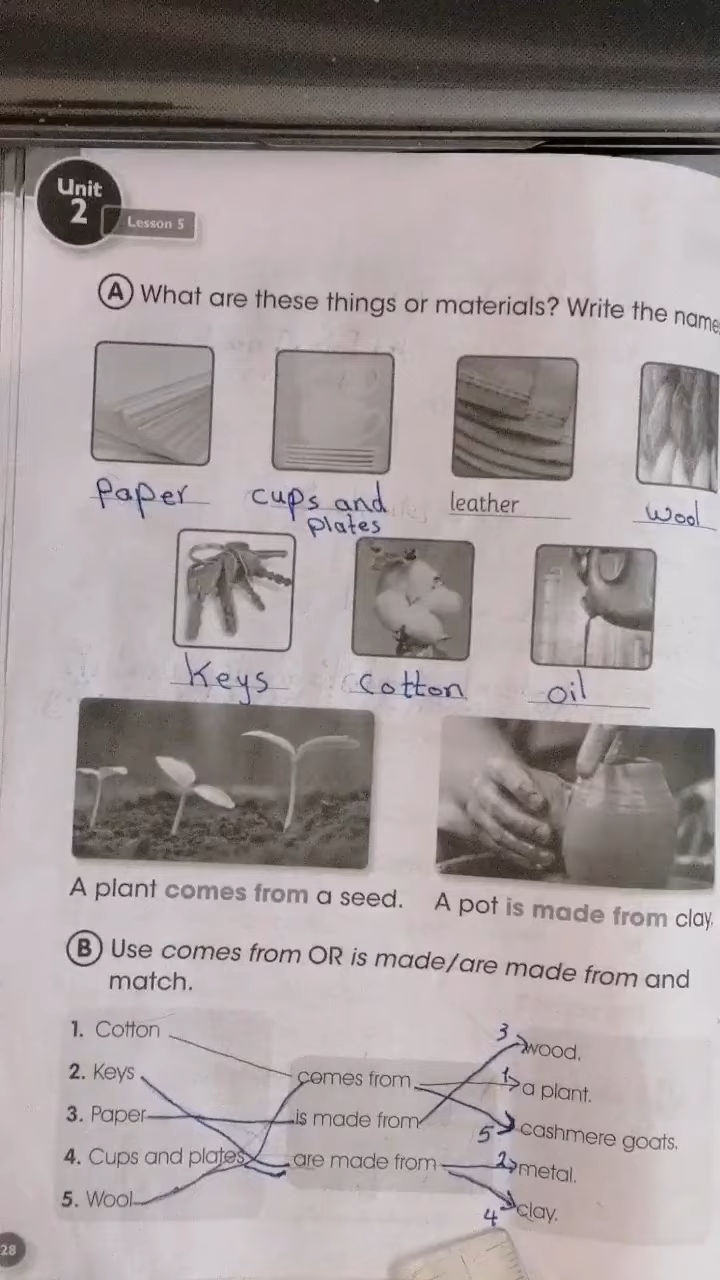 Unit
2
Lesson 5
A What are these things or materials? Write the name
paper
cups and
plates
leather
wool
Keys
Cotton
oil
A plant comes from a seed.
A pot is made from clay.
B Use comes from OR is made/are made from and
match.
1. Cotton
2. Keys
3. Paper
4. Cups and plates
5. Wool
comes from
is made from
are made from
3 wood.
1 a plant.
5 cashmere goats.
2 metal.
4 clay.
28